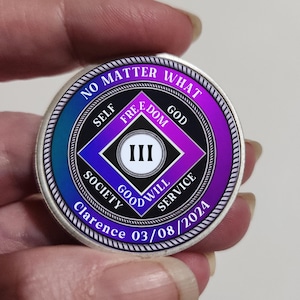 NO MATTER WHAT
SELF
GOD
FREEDOM
III
GOODWILL
SOCIETY
SERVICE
Clarence 03/08/2024